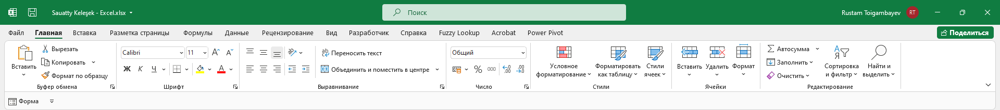 Sauatty Keleşek - Excel.xlsx
Поиск
Rustam Toigambayev RT
Файл Главная Вставка Разметка страницы Формулы Данные Рецензирование Вид Разработчик Справка Fuzzy Lookup Acrobat Power Pivot Поделиться
Вставить
Вырезать
Копировать
Формат по образцу
Буфер обмена
Calibri 11
Ж К Ч
Шрифт
Переносить текст
Объединить и поместить в центре
Выравнивание
Общий
% 000
Число
Условное
форматирование
Форматировать
как таблицу
Стили
ячеек
Стили
Вставить Удалить Формат
Ячейки
Автосумма
Заполнить
Очистить
Сортировка
и фильтр
Найти и
выделить
Редактирование
Форма